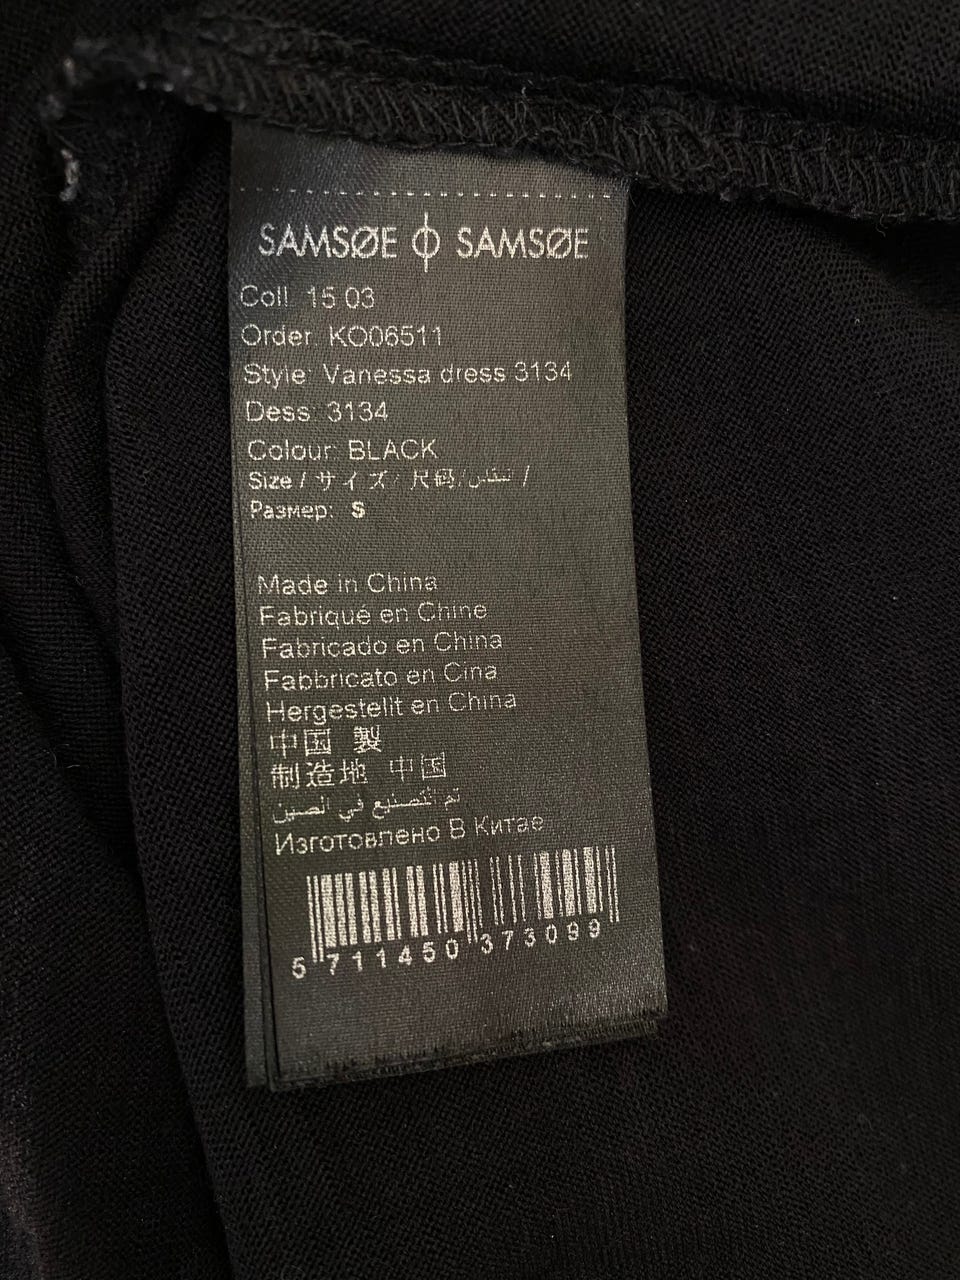 SAMSØE ϕ SAMSØE
Coll: 15 03
Order: KO06511
Style: Vanessa dress 3134
Dess: 3134
Colour: BLACK
Size / サイズ / 尺码 / مقاس /
Размер: S
Made in China
Fabriqué en Chine
Fabricado en China
Fabbricato en Cina
Hergestellt en China
中国 製
制造地 中国
تم التصنيع في الصين
Изготовлено В Китае
5 711450 373099